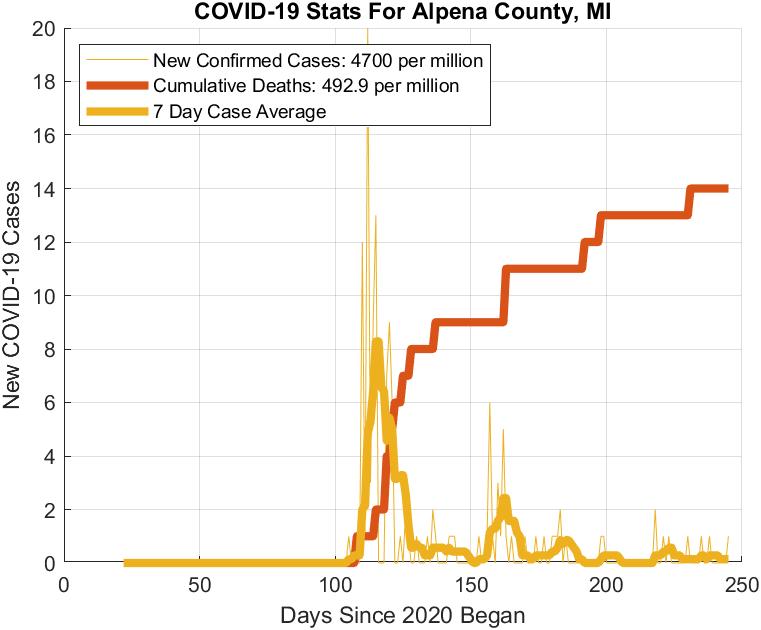 COVID-19 Stats For Alpena County, MI
New Confirmed Cases: 4700 per million
Cumulative Deaths: 492.9 per million
7 Day Case Average
New COVID-19 Cases
20
18
16
14
12
10
8
6
4
2
0
0 50 100 150 200 250
Days Since 2020 Began